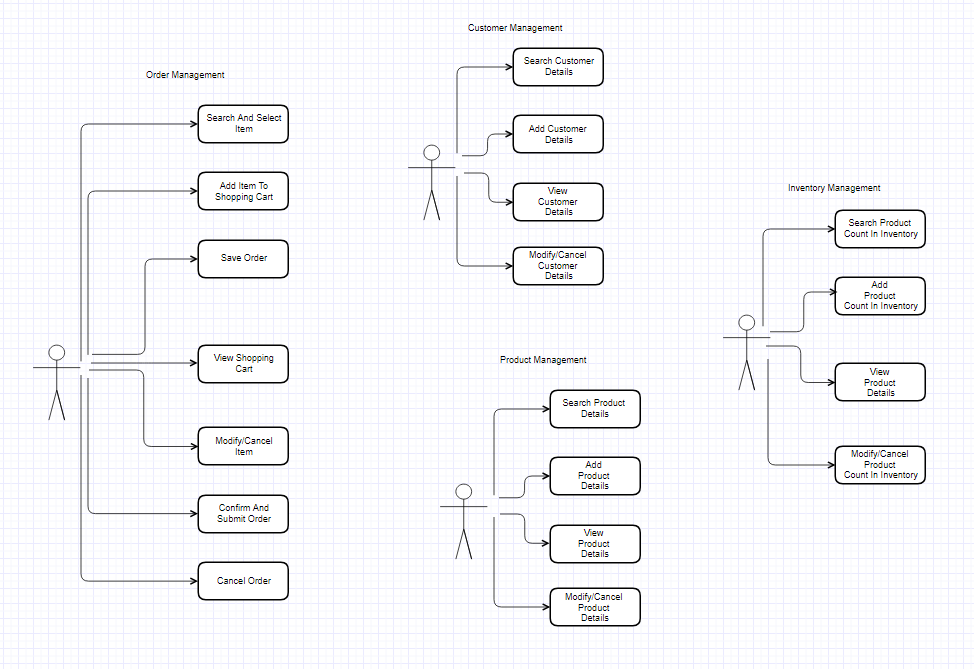 Order Management
Search And Select
Item
Add Item To
Shopping Cart
Save Order
View Shopping
Cart
Modify/Cancel
Item
Confirm And
Submit Order
Cancel Order
Customer Management
Search Customer
Details
Add Customer
Details
View
Customer
Details
Modify/Cancel
Customer
Details
Product Management
Search Product
Details
Add
Product
Details
View
Product
Details
Modify/Cancel
Product
Details
Inventory Management
Search Product
Count In Inventory
Add
Product
Count In Inventory
View
Product
Details
Modify/Cancel
Product
Count In Inventory